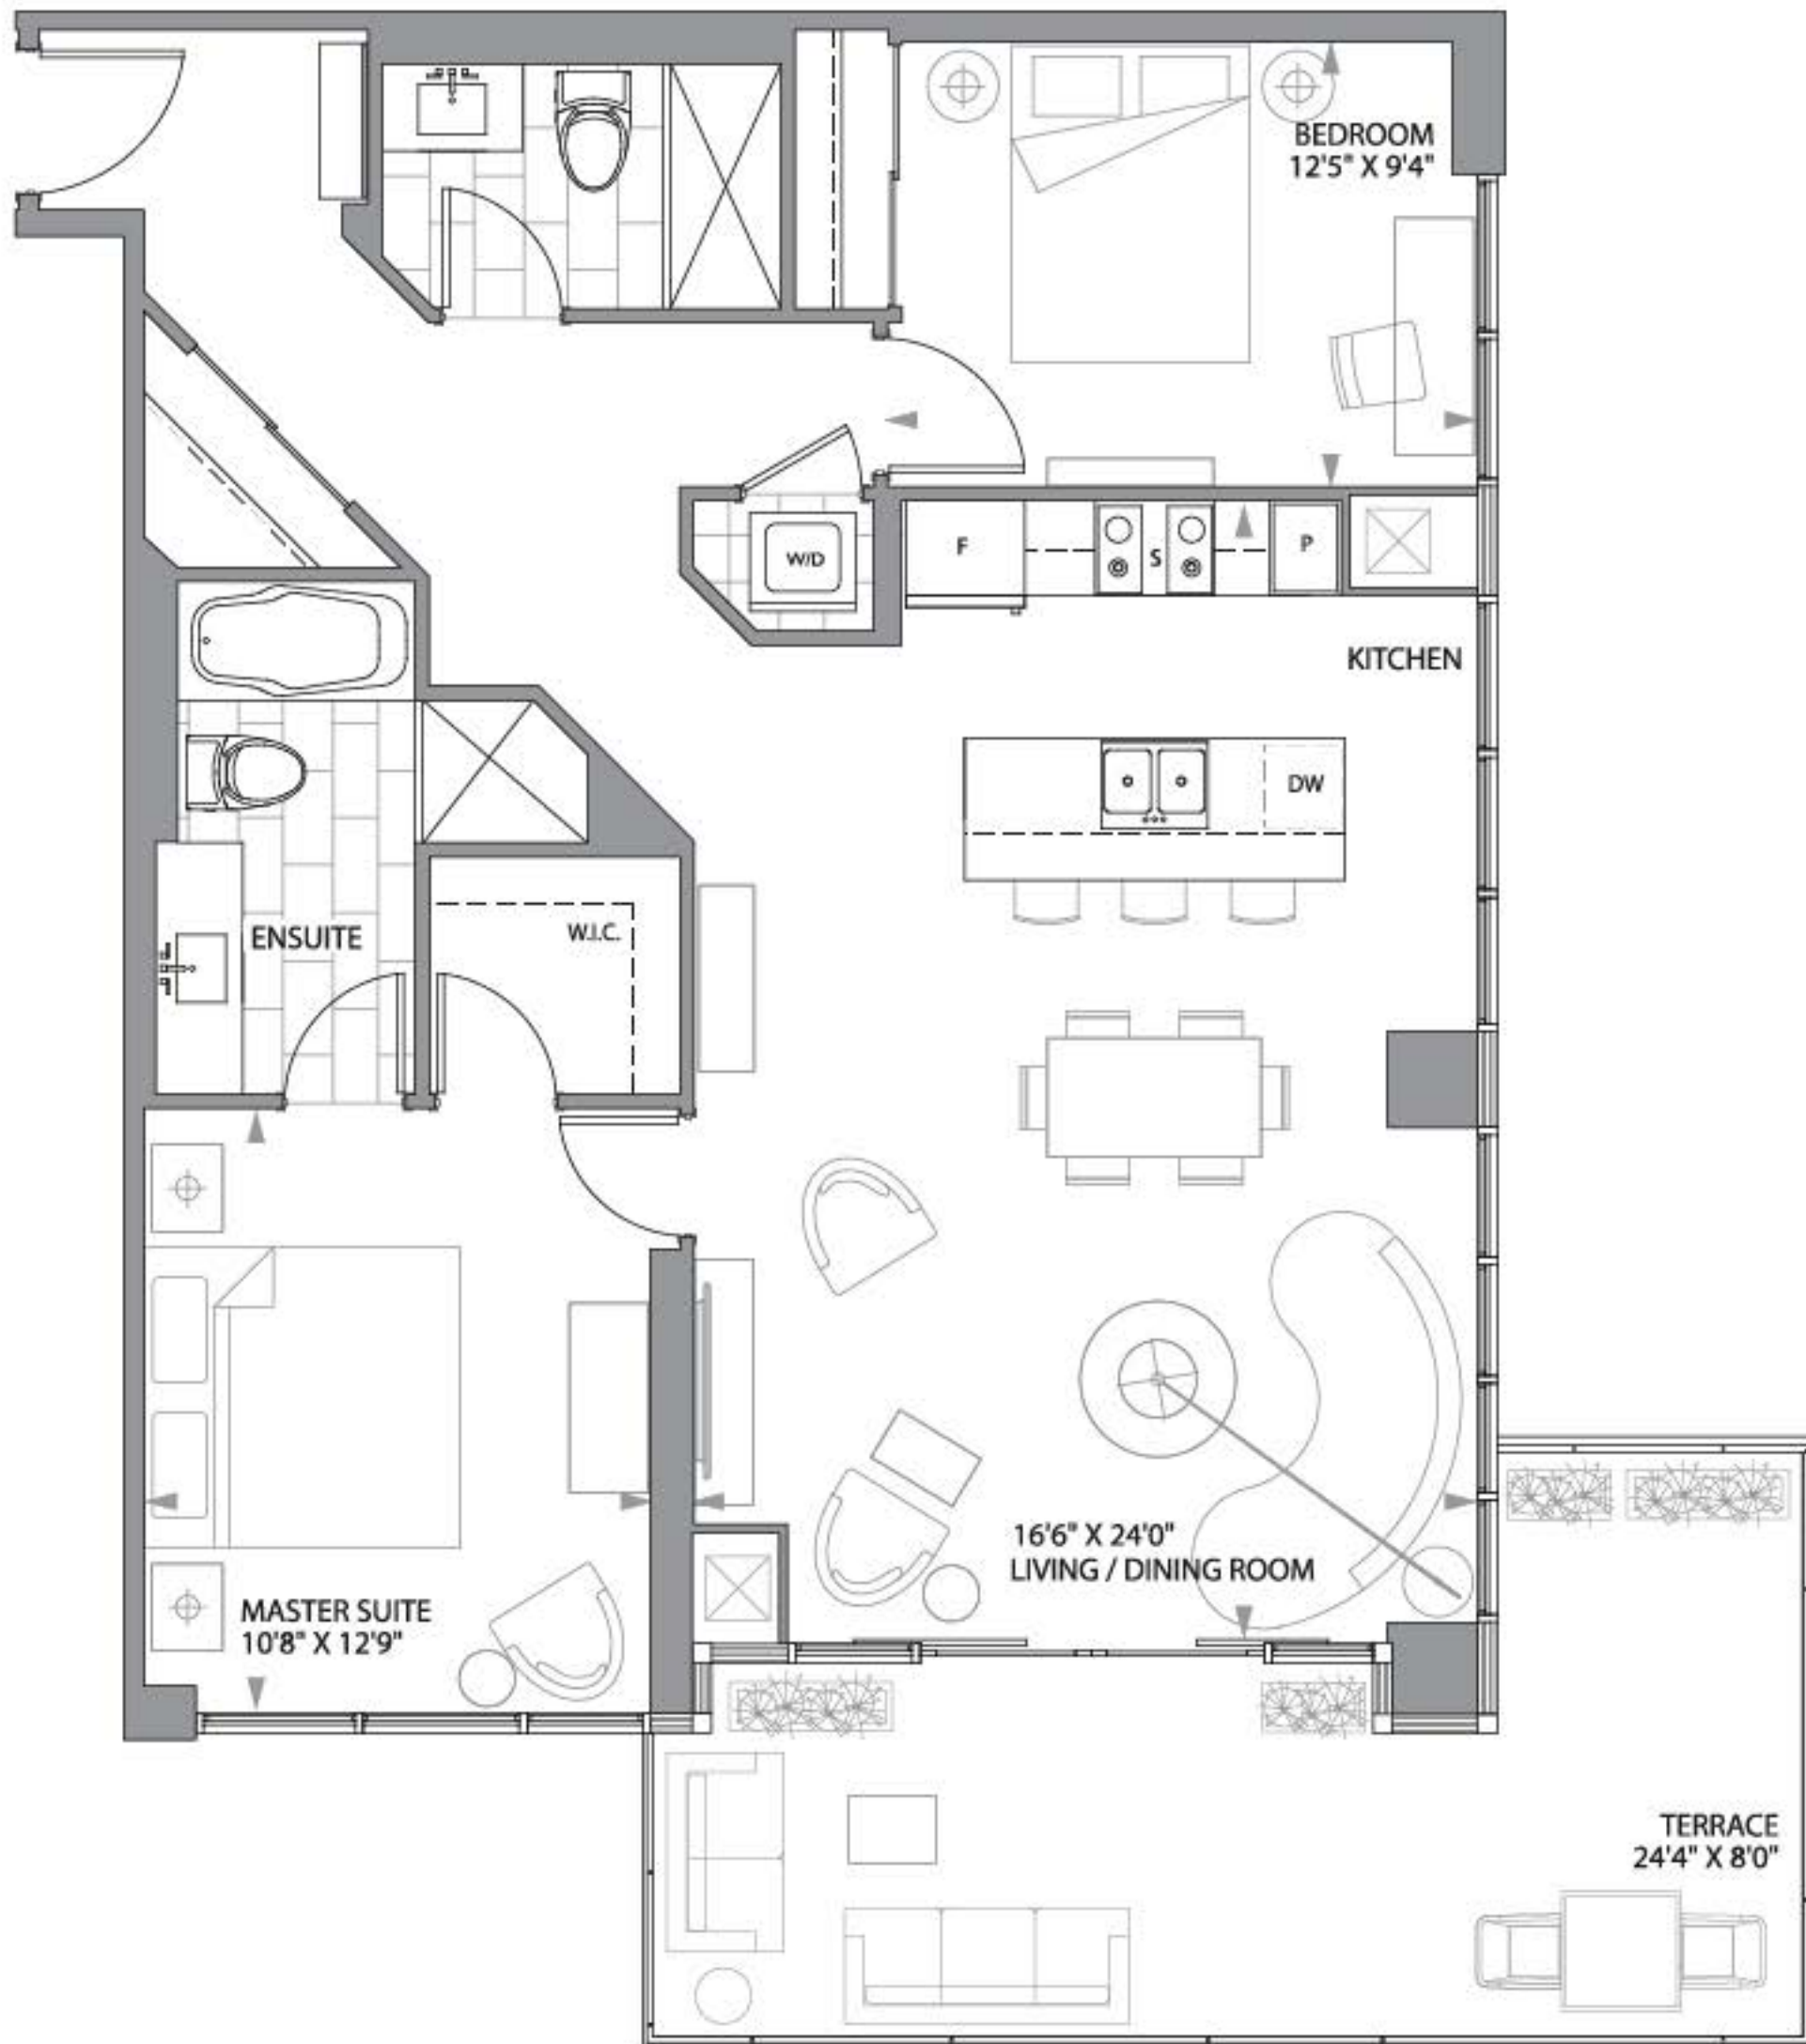 BEDROOM
12'5" X 9'4"
W/D
F
S
P
KITCHEN
DW
ENSUITE
W.I.C.
16'6" X 24'0"
LIVING / DINING ROOM
MASTER SUITE
10'8" X 12'9"
TERRACE
24'4" X 8'0"